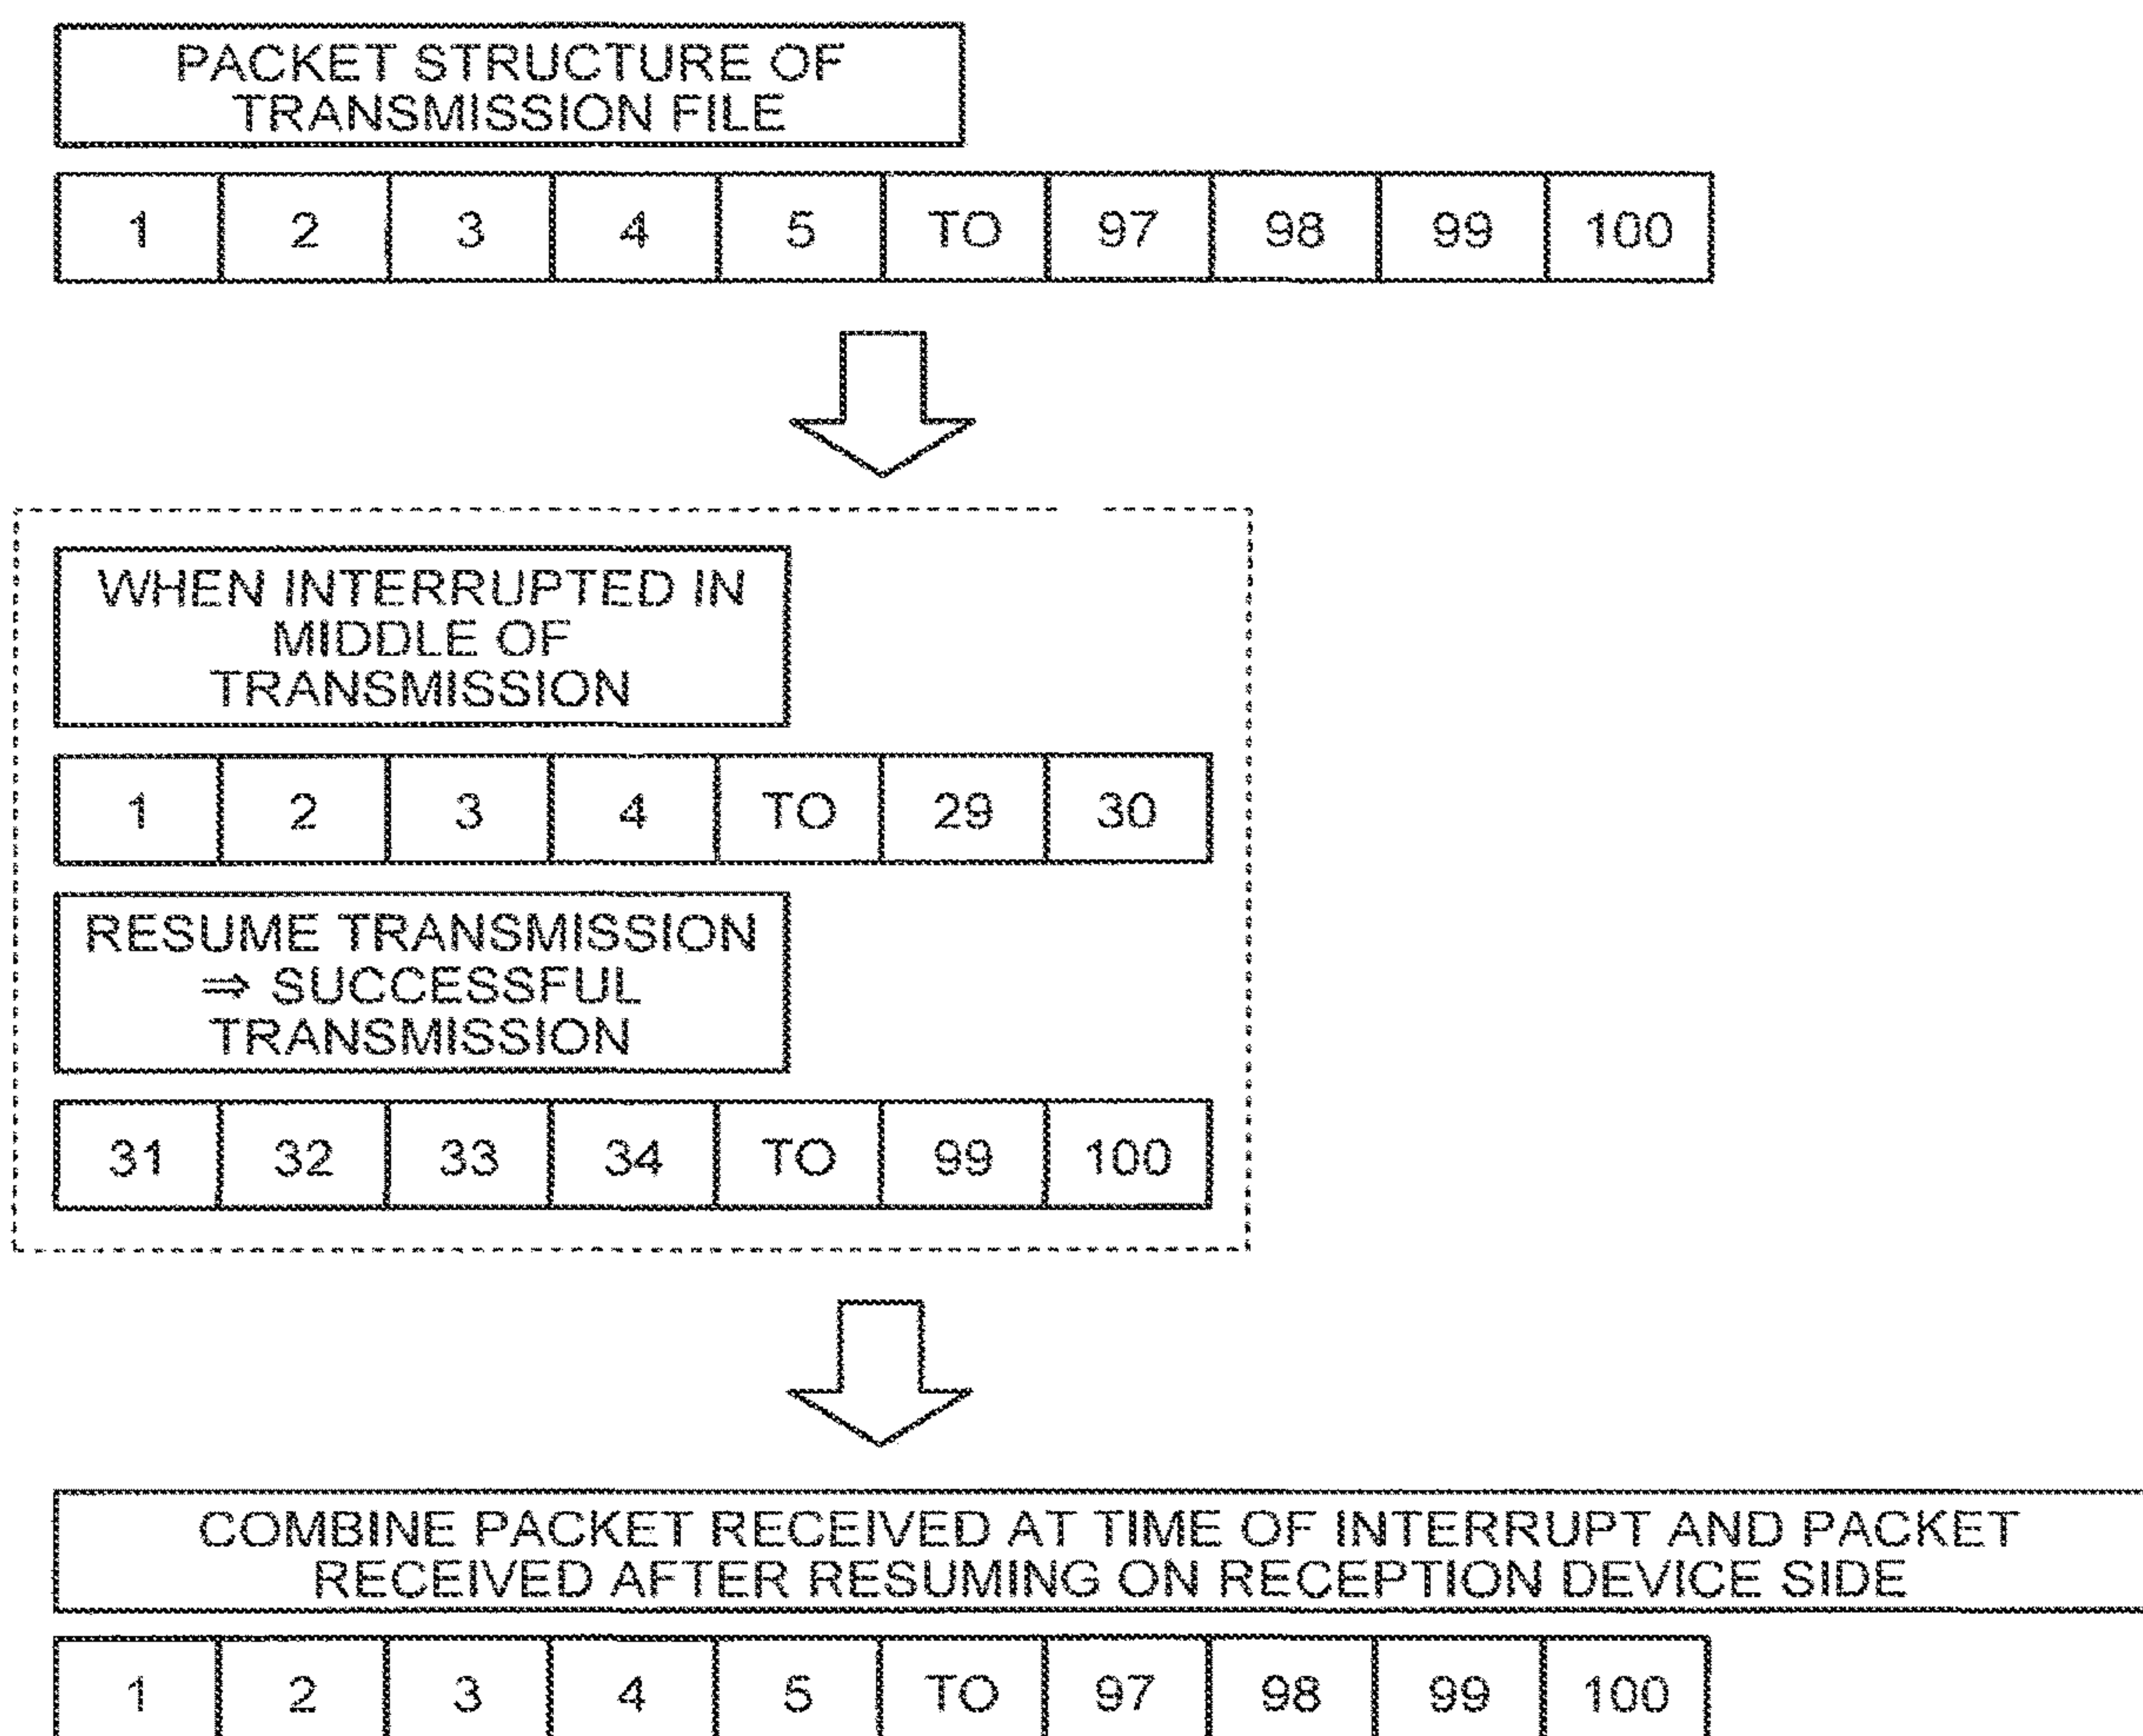 PACKET STRUCTURE OF
TRANSMISSION FILE
1 2 3 4 5 TO 97 98 99 100
WHEN INTERRUPTED IN
MIDDLE OF
TRANSMISSION
1 2 3 4 TO 29 30
RESUME TRANSMISSION
⇒ SUCCESSFUL
TRANSMISSION
31 32 33 34 TO 99 100
COMBINE PACKET RECEIVED AT TIME OF INTERRUPT AND PACKET
RECEIVED AFTER RESUMING ON RECEPTION DEVICE SIDE
1 2 3 4 5 TO 97 98 99 100